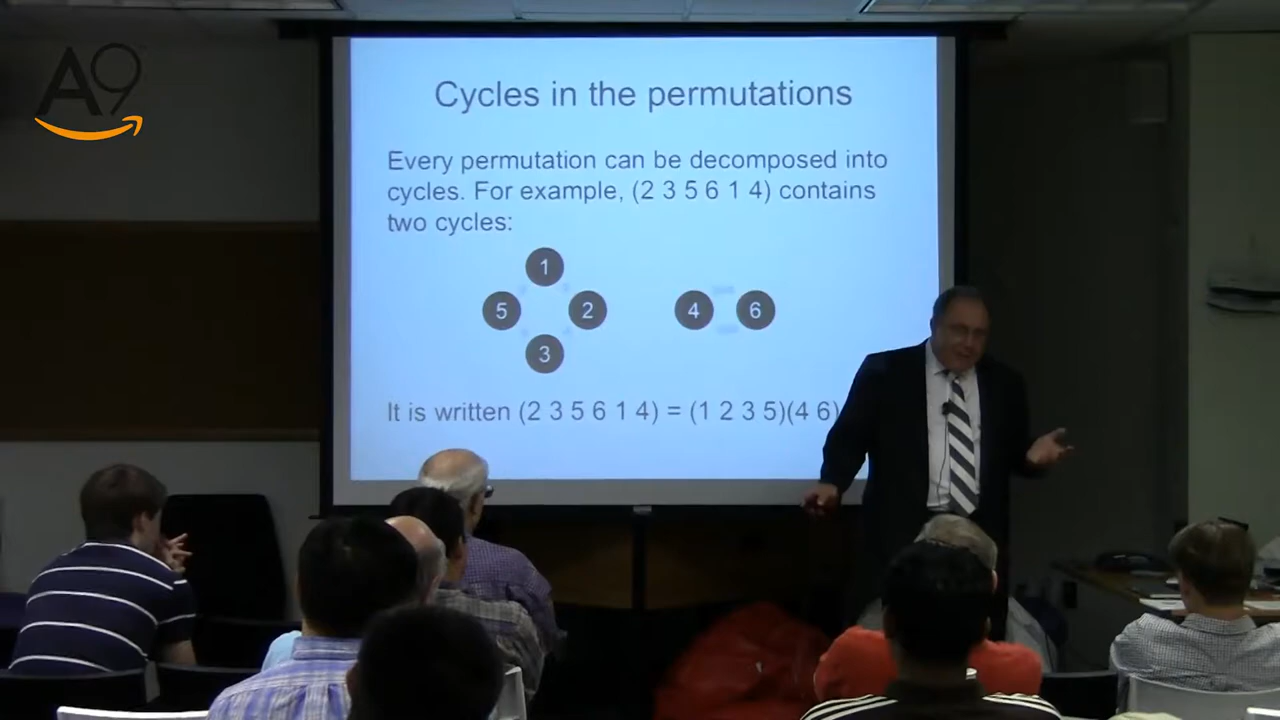 A9
Cycles in the permutations
Every permutation can be decomposed into
cycles. For example, (2 3 5 6 1 4) contains
two cycles:
1
5 2 4 6
3
It is written (2 3 5 6 1 4) = (1 2 3 5)(4 6)